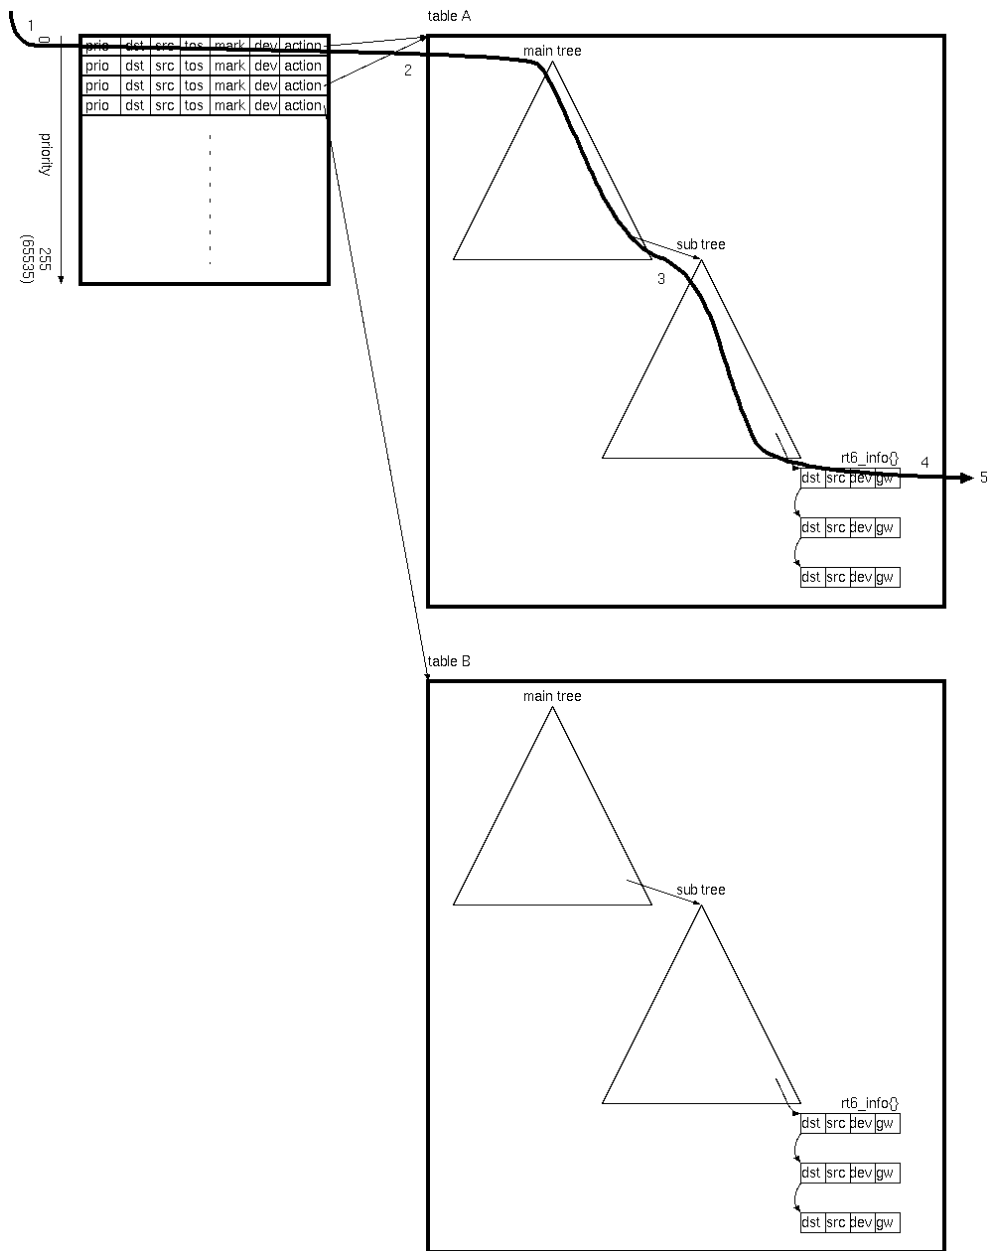 1
table A
0
prio dst src tos mark dev action
prio dst src tos mark dev action
prio dst src tos mark dev action
prio dst src tos mark dev action
priority
255
(65535)
2
main tree
sub tree
3
rt6_info{}
4
dst src dev gw
5
dst src dev gw
dst src dev gw
table B
main tree
sub tree
rt6_info{}
dst src dev gw
dst src dev gw
dst src dev gw